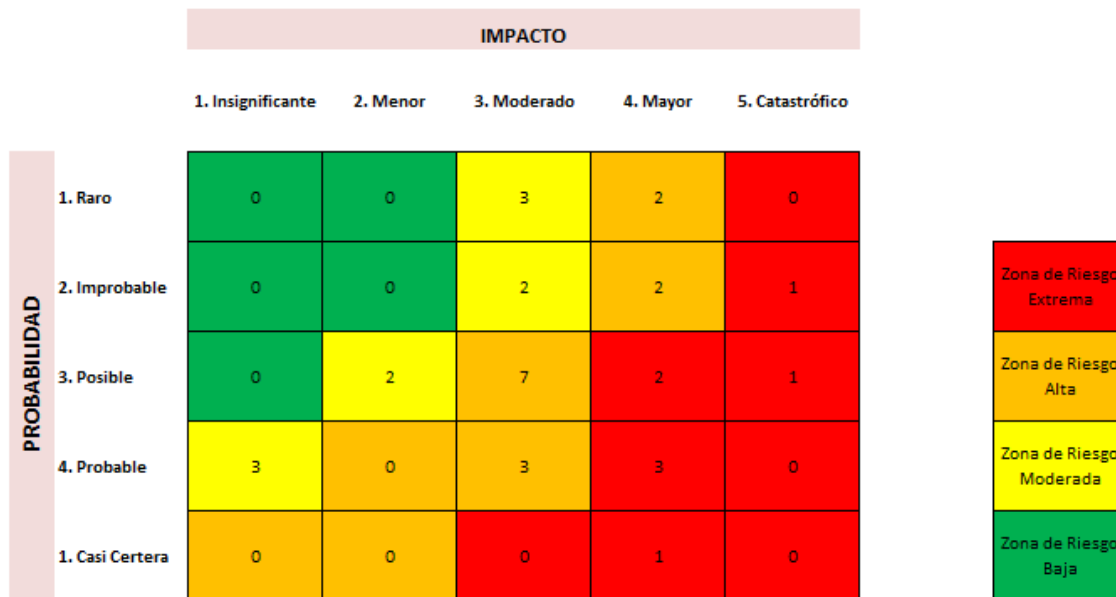 IMPACTO
1. Insignificante 2. Menor 3. Moderado 4. Mayor 5. Catastrófico
PROBABILIDAD
1. Raro 0 0 3 2 0
2. Improbable 0 0 2 2 1
3. Posible 0 2 7 2 1
4. Probable 3 0 3 3 0
1. Casi Certera 0 0 0 1 0
Zona de Riesgo
Extrema
Zona de Riesgo
Alta
Zona de Riesgo
Moderada
Zona de Riesgo
Baja